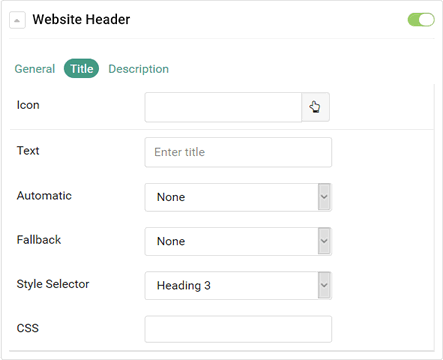 Website Header
General Title Description
Icon
Text Enter title
Automatic None
Fallback None
Style Selector Heading 3
CSS